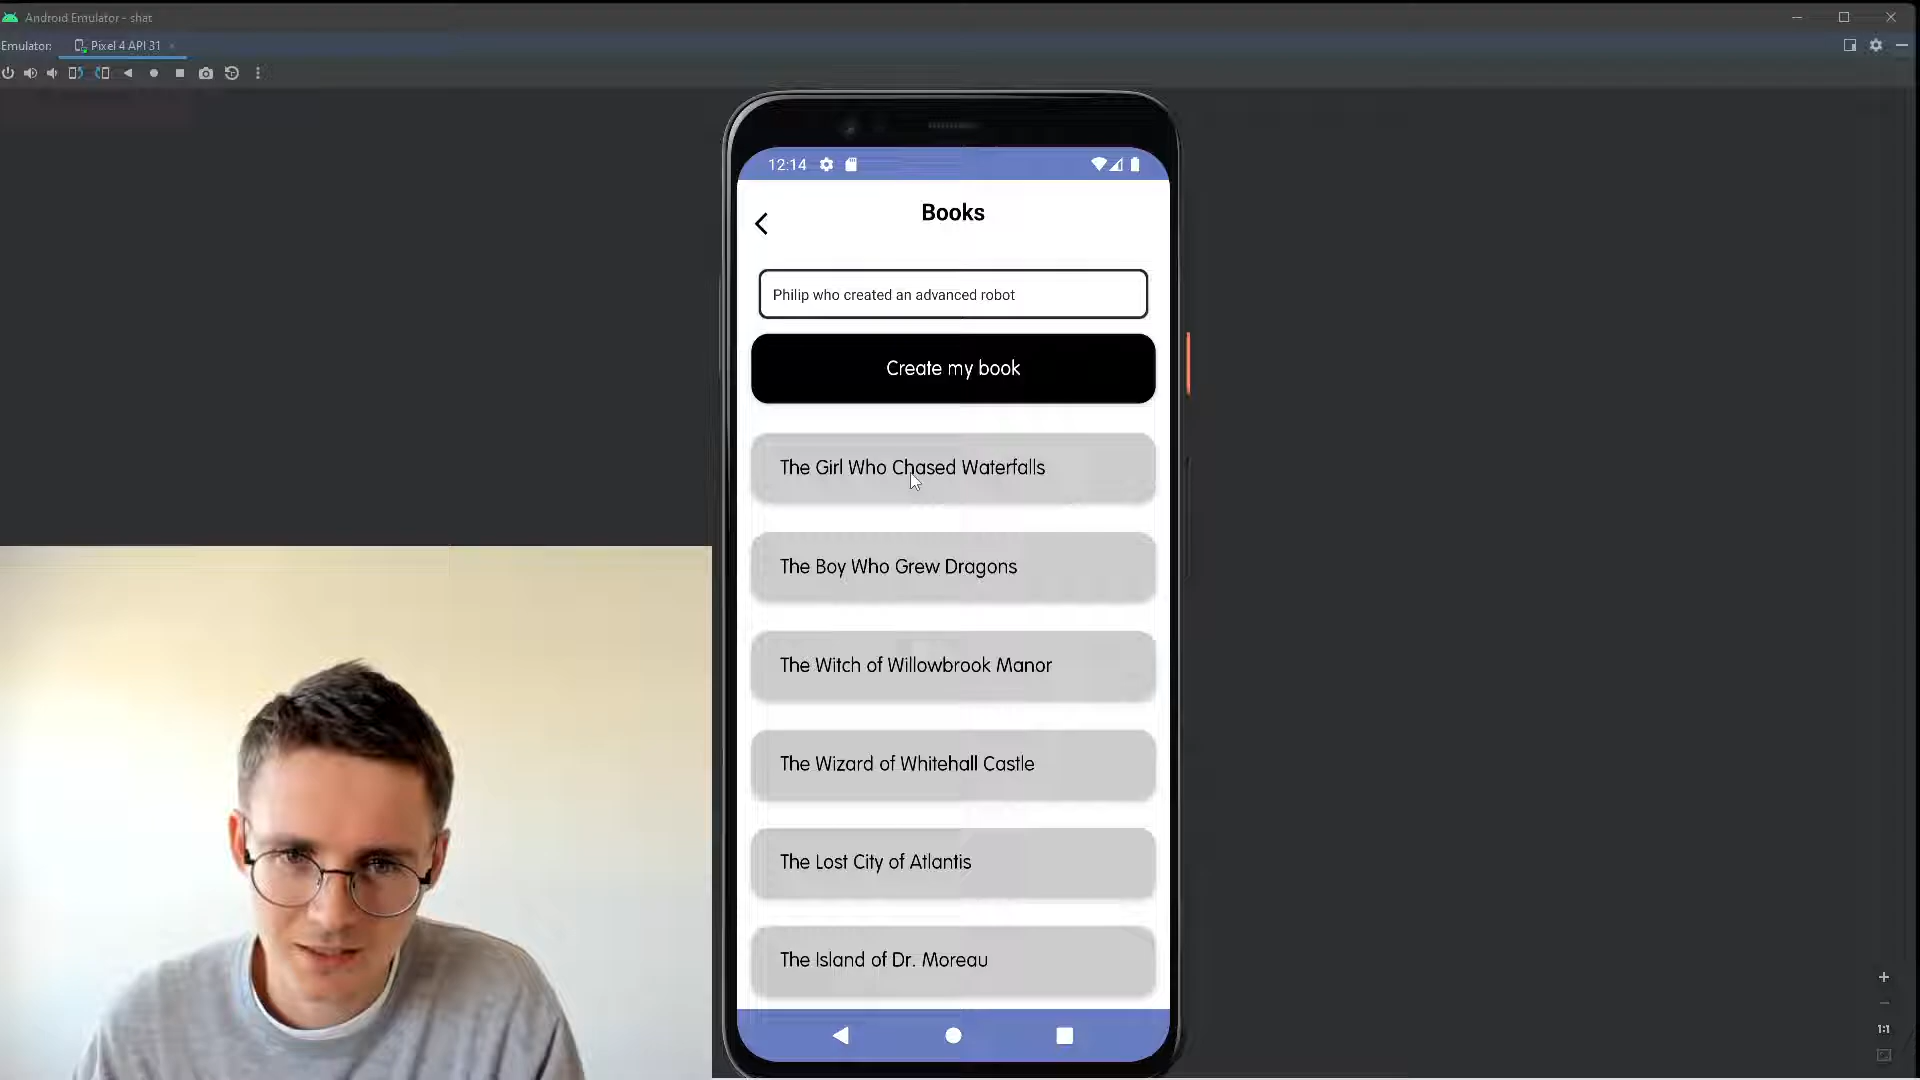 Android Emulator - shat
Emulator:
Pixel 4 API 31
12:14
Books
Philip who created an advanced robot
Create my book
The Girl Who Chased Waterfalls
The Boy Who Grew Dragons
The Witch of Willowbrook Manor
The Wizard of Whitehall Castle
The Lost City of Atlantis
The Island of Dr. Moreau
1:1